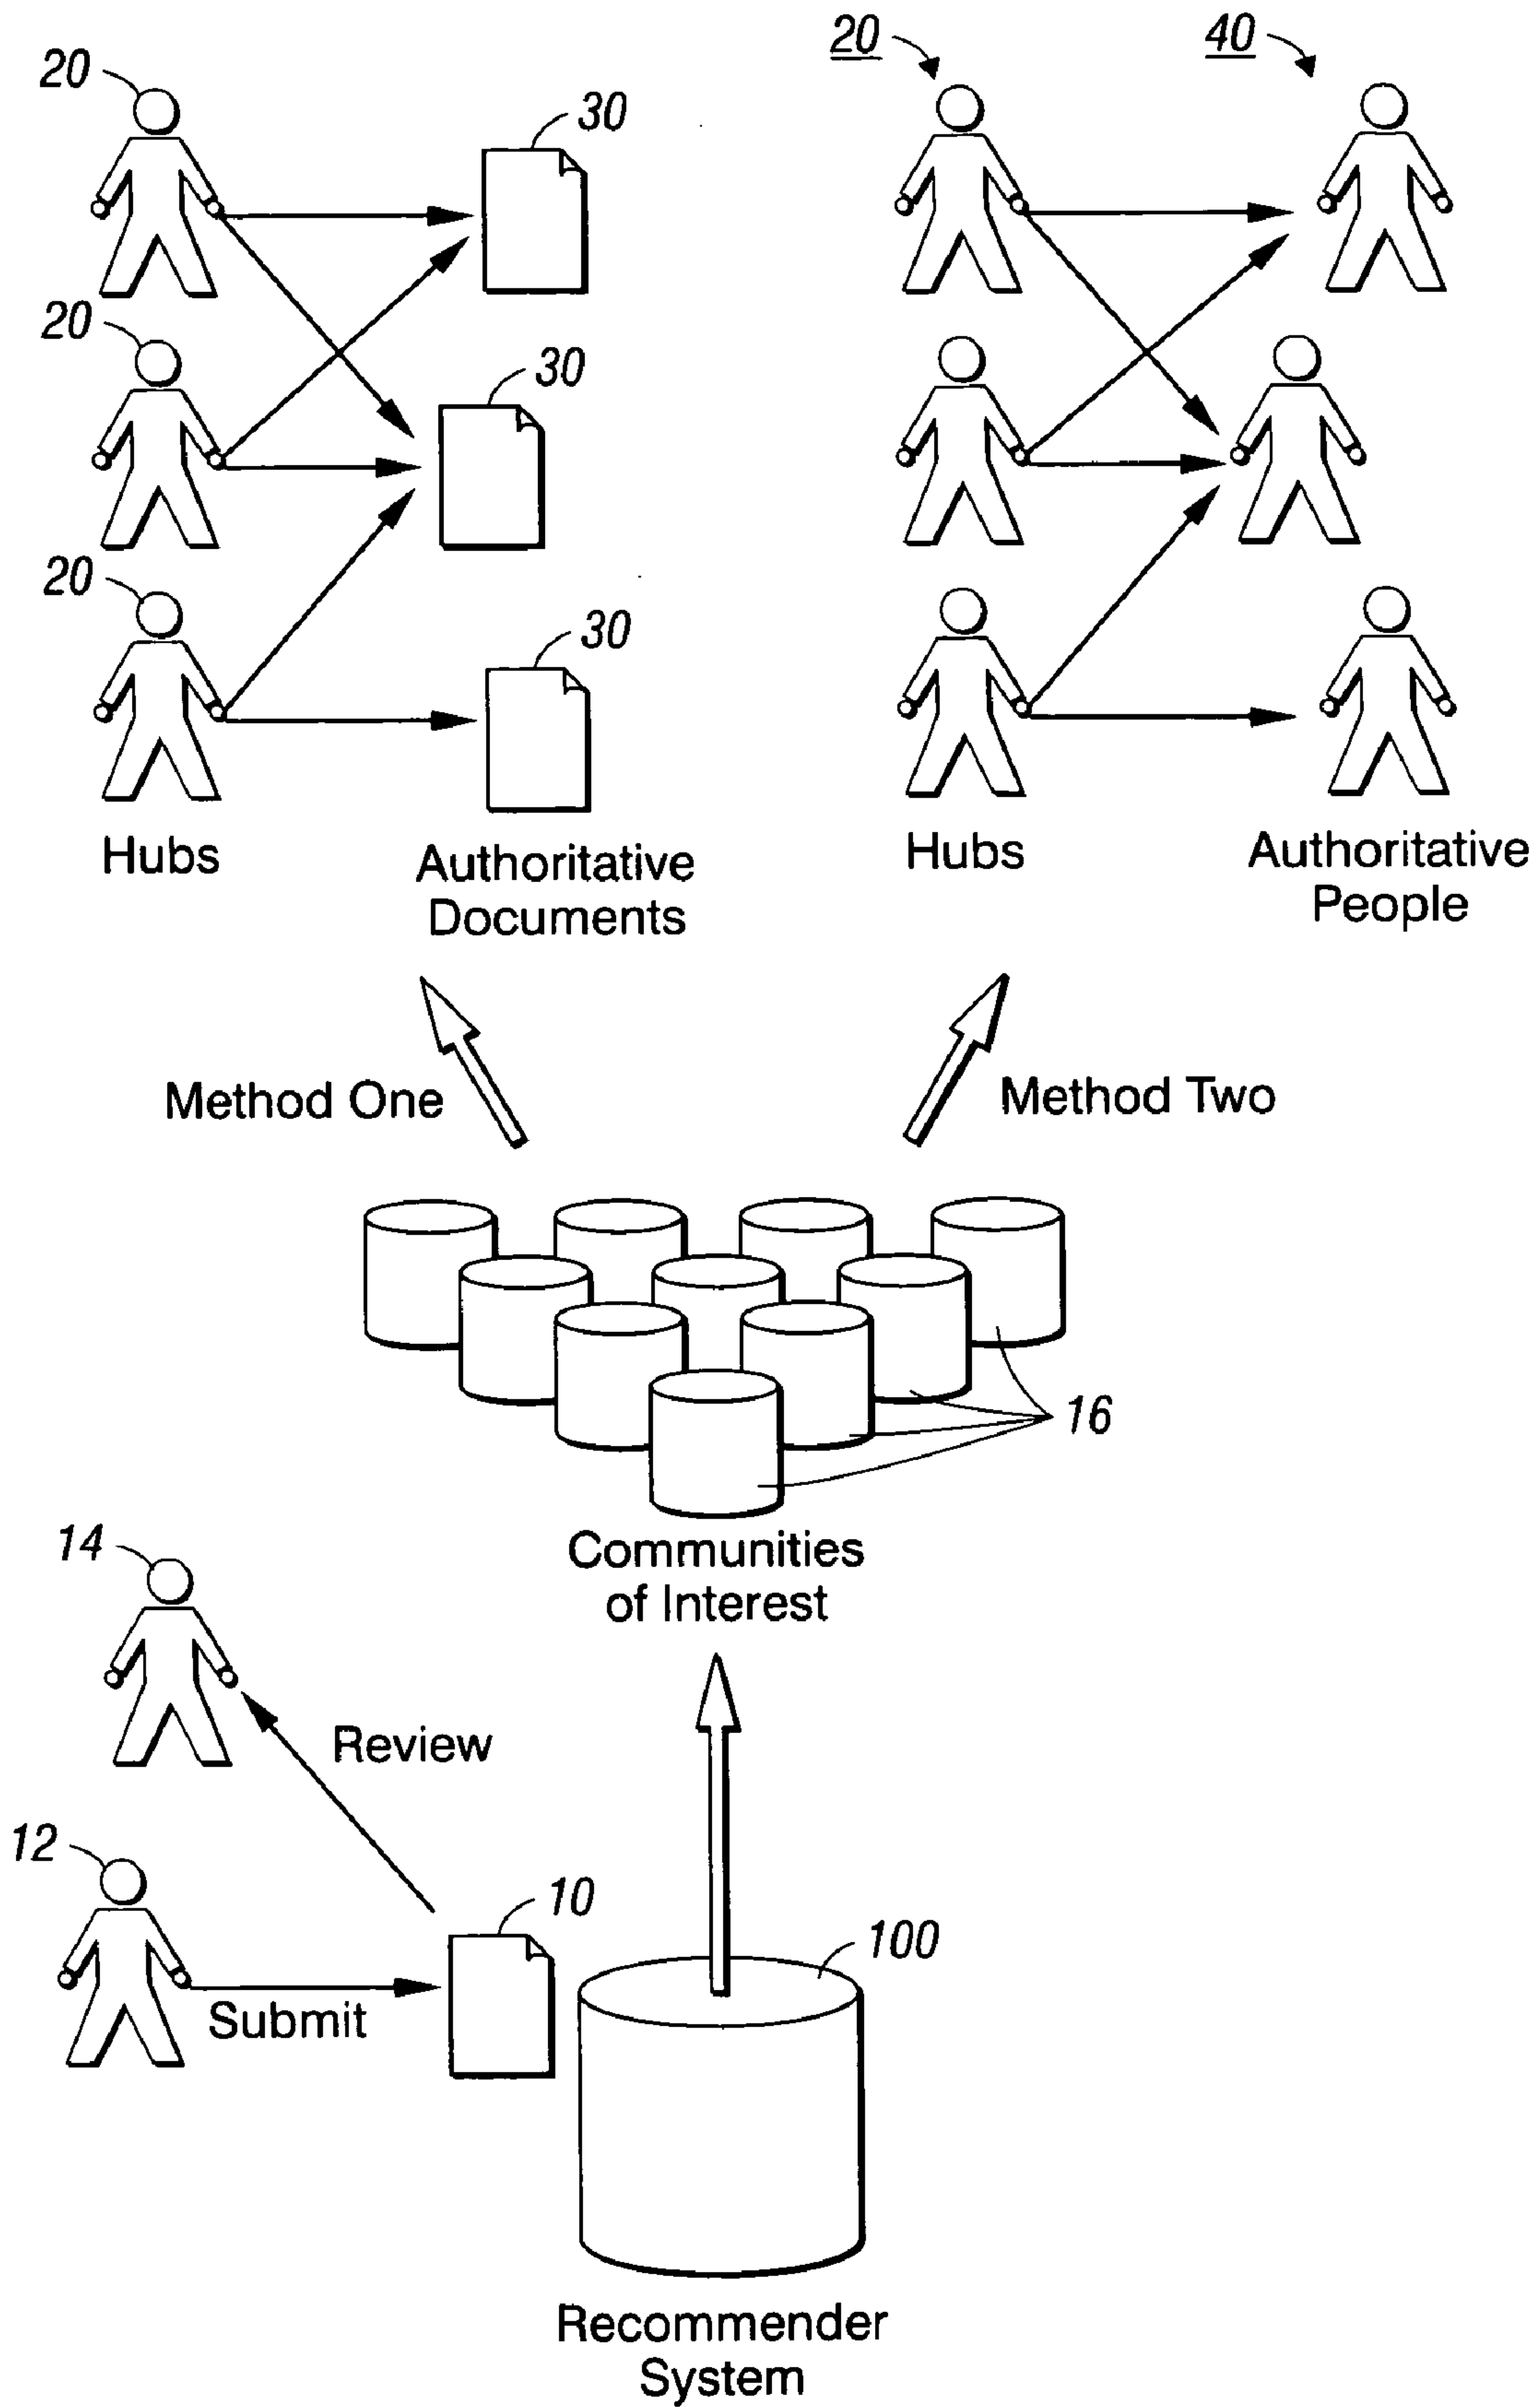 20
30
20
40
20
30
20
30
Hubs
Authoritative
Documents
Hubs
Authoritative
People
Method One
Method Two
16
Communities
of Interest
14
Review
12
10
100
Submit
Recommender
System